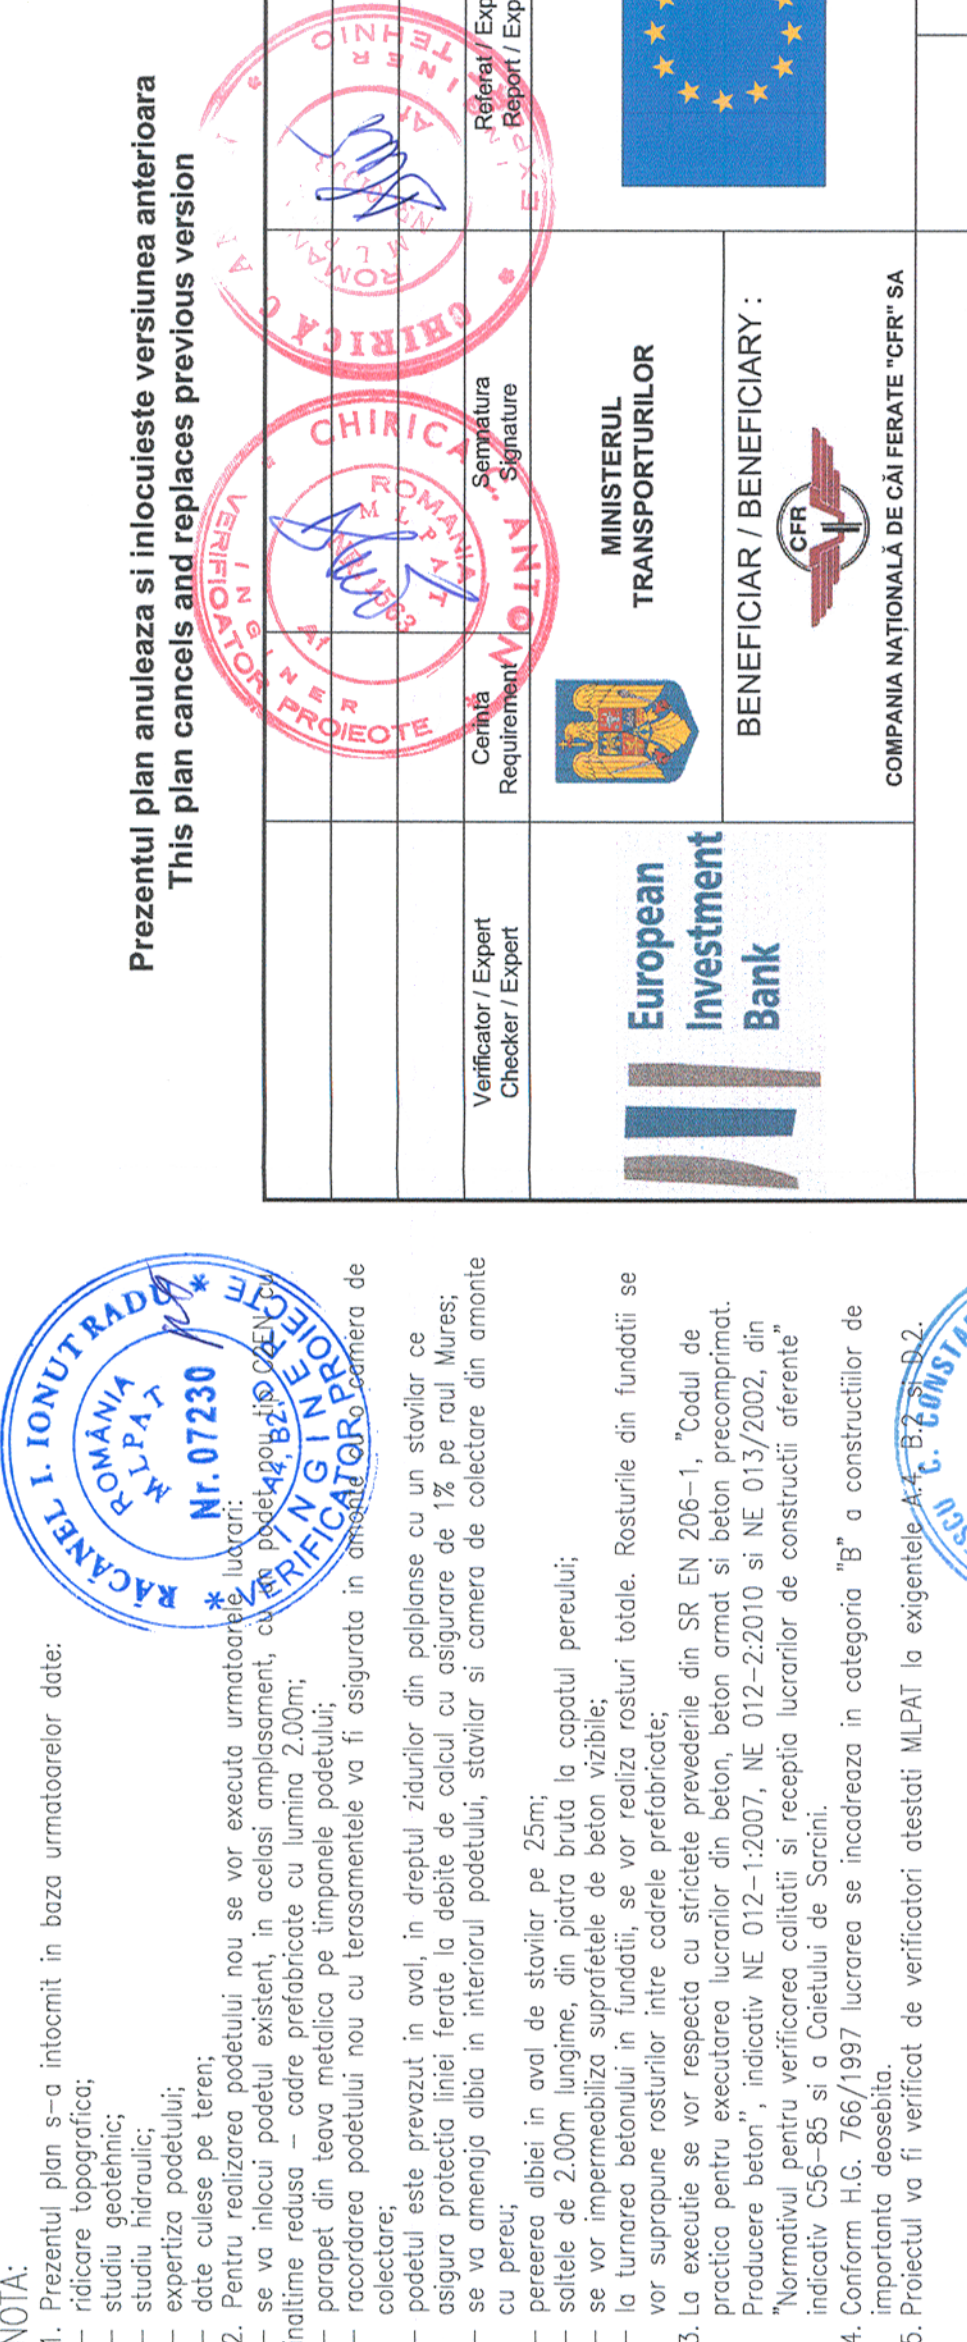 NOTA:
1. Prezentul plan s-a intocmit in baza urmatoarelor date:
- ridicare topografica;
- studiu geotehnic;
- studiu hidraulic;
- expertiza podetului;
- date culese pe teren;
2. Pentru realizarea podetului nou se vor executa urmatoarele lucrari:
- se va inlocui podetul existent, in acelasi amplasament, cu un podet nou tip C2EN cu
inaltime redusa - cadre prefabricate cu lumina 2.00m;
- parapet din teava metalica pe timpanele podetului;
- racordarea podetului nou cu terasamentele va fi asigurata in amonte cu o camera de
colectare;
- podetul este prevazut in aval, in dreptul zidurilor din palplanse cu un stavilar ce
asigura protectia liniei ferate la debite de calcul cu asigurare de 1% pe raul Mures;
- se va amenaja albia in interiorul podetului, stavilar si camera de colectare din amonte
cu pereu;
- pereerea albiei in aval de stavilar pe 25m;
- saltele de 2.00m lungime, din piatra bruta la capatul pereului;
- se vor impermeabiliza suprafetele de beton vizibile;
- la turnarea betonului in fundatii, se vor realiza rosturi totale. Rosturile din fundatii se
vor suprapune rosturilor intre cadrele prefabricate;
3. La executie se vor respecta cu strictete prevederile din SR EN 206-1, "Codul de
practica pentru executarea lucrarilor din beton, beton armat si beton precomprimat.
Producere beton", indicativ NE 012-1:2007, NE 012-2:2010 si NE 013/2002, din
"Normativul pentru verificarea calitatii si receptia lucrarilor de constructii aferente"
indicativ C56-85 si a Caietului de Sarcini.
4. Conform H.G. 766/1997 lucrarea se incadreaza in categoria "B" a constructiilor de
importanta deosebita.
5. Proiectul va fi verificat de verificatori atestati MLPAT la exigentele A.4, B.2 si D.2.
RĂCĂNEL I. IONUT RADU
ROMÂNIA
MLPAT
Nr. 07230
A4, B2, D
INGINER
* VERIFICATOR PROIECTE *
C. CONSTA
Prezentul plan anuleaza si inlocuieste versiunea anterioara
This plan cancels and replaces previous version
CHIRICA C. ANTON
ROMANIA
MLPAT
A1
INGINER
VERIFICATOR PROIECTE
CHIRICA C
ROMAN
A1
INER
TEHNIC
Verificator / Expert
Checker / Expert
Cerinta
Requirement
Semnatura
Signature
Referat / Exp
Report / Exp
European
Investment
Bank
MINISTERUL
TRANSPORTURILOR
BENEFICIAR / BENEFICIARY :
CFR
COMPANIA NAȚIONALĂ DE CĂI FERATE "CFR" SA